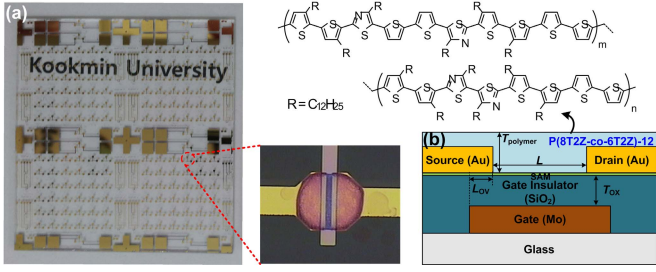 (a)
Kookmin University
R
R
N
S
S
S
S
S
S
S
S
R
R
N
R
R
m
R
N
R
R
S
S
S
S
S
S
R
R
N
R
n
R = C12H25
P(8T2Z-co-6T2Z)-12
(b)
Tpolymer
Source (Au)
L
Drain (Au)
SAM
LOV
Gate Insulator
(SiO2)
TOX
Gate (Mo)
Glass